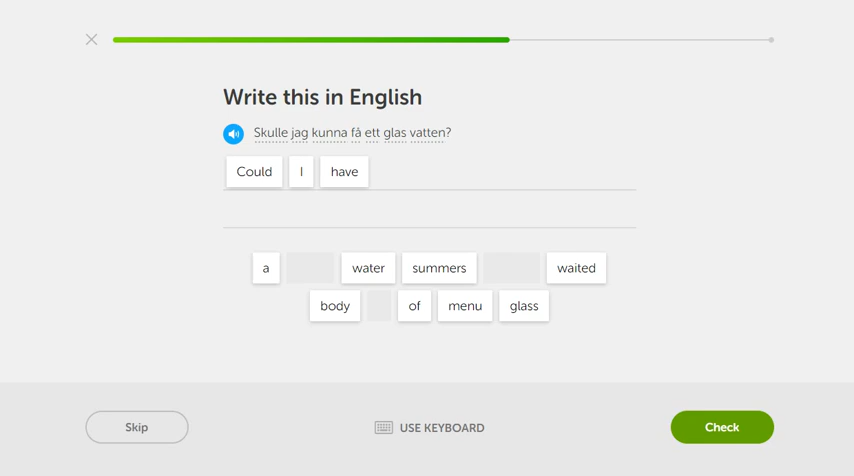 Write this in English
Skulle jag kunna få ett glas vatten?
Could I have
a water summers waited
body of menu glass
Skip USE KEYBOARD Check